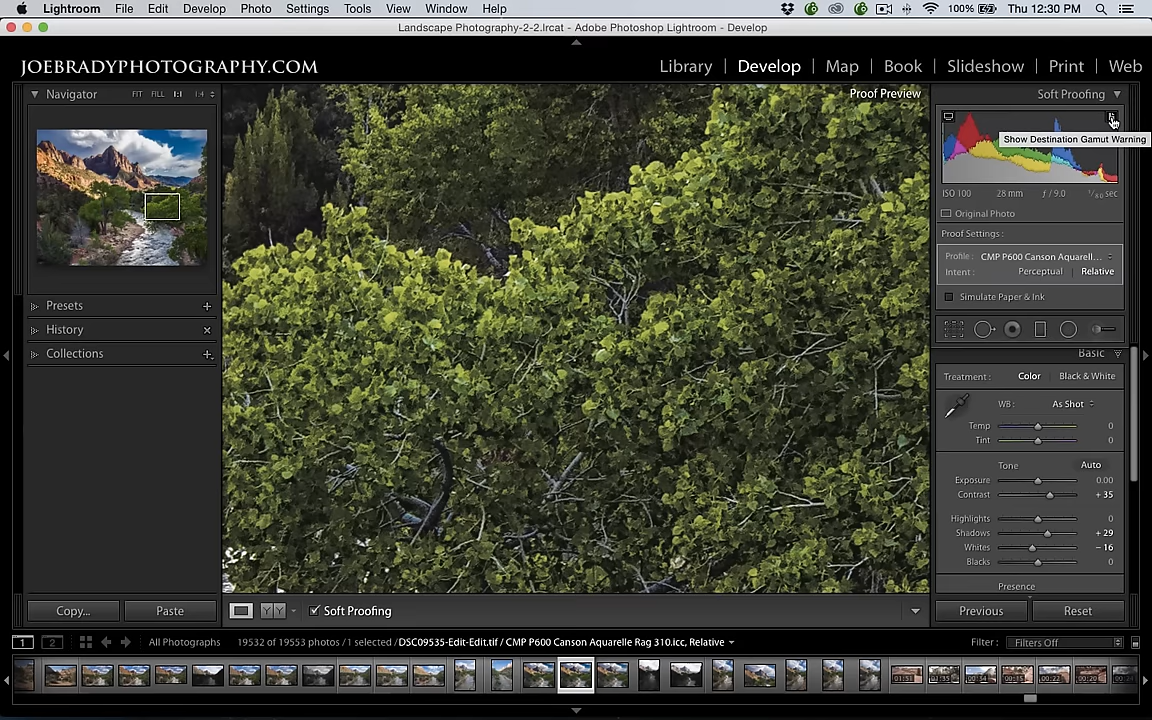 Lightroom File Edit Develop Photo Settings Tools View Window Help 100% Thu 12:30 PM
Landscape Photography-2-2.lrcat - Adobe Photoshop Lightroom - Develop
JOEBRADYPHOTOGRAPHY.COM Library | Develop | Map | Book | Slideshow | Print | Web
Navigator FIT FILL 1:1 1:4
Proof Preview
Soft Proofing
Show Destination Gamut Warning
ISO 100 28 mm ƒ / 9.0 1/80 sec
Original Photo
Proof Settings :
Profile : CMP P600 Canson Aquarell...
Intent : Perceptual | Relative
Simulate Paper & Ink
Presets
History
Collections
Basic
Treatment : Color | Black & White
WB : As Shot
Temp 0
Tint 0
Tone Auto
Exposure 0.00
Contrast + 35
Highlights 0
Shadows + 29
Whites – 16
Blacks 0
Presence
Copy... Paste
Y Y Soft Proofing
Previous Reset
1 2 All Photographs 19532 of 19553 photos / 1 selected / DSC09535-Edit-Edit.tif / CMP P600 Canson Aquarelle Rag 310.icc, Relative Filter : Filters Off